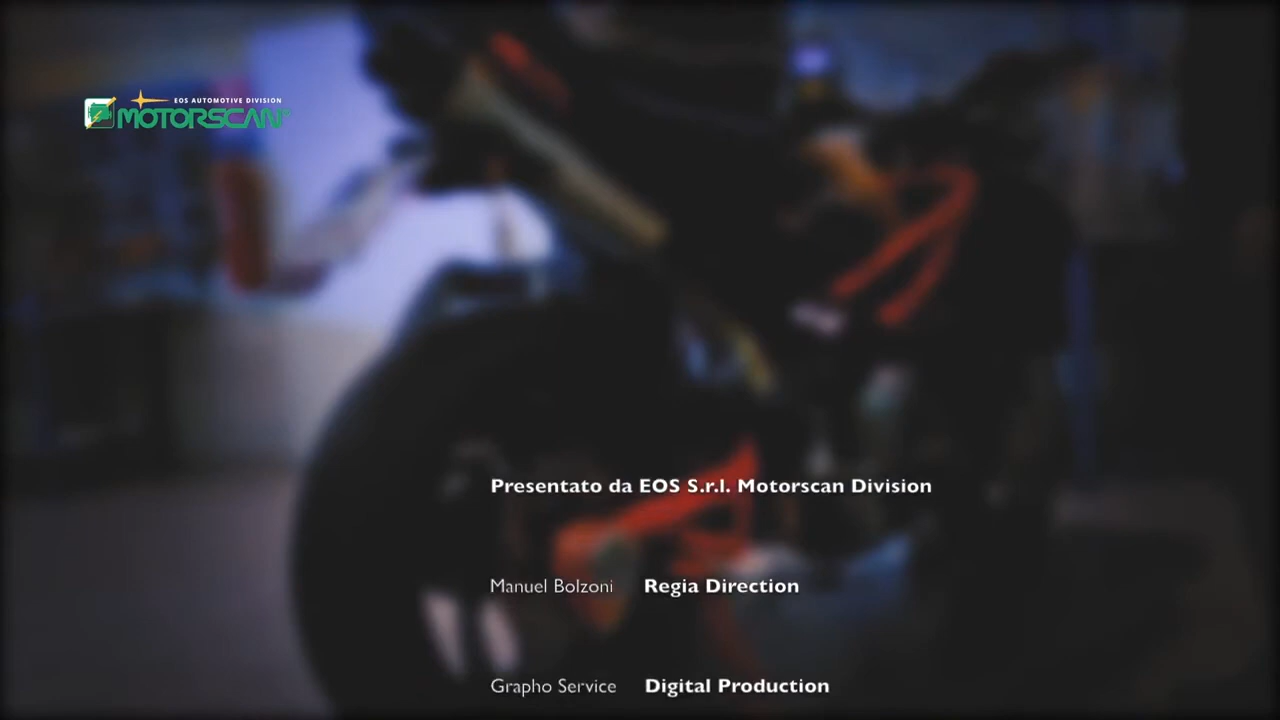 EOS AUTOMOTIVE DIVISION
MOTORSCAN
Presentato da EOS S.r.l. Motorscan Division
Manuel Bolzoni Regia Direction
Grapho Service Digital Production